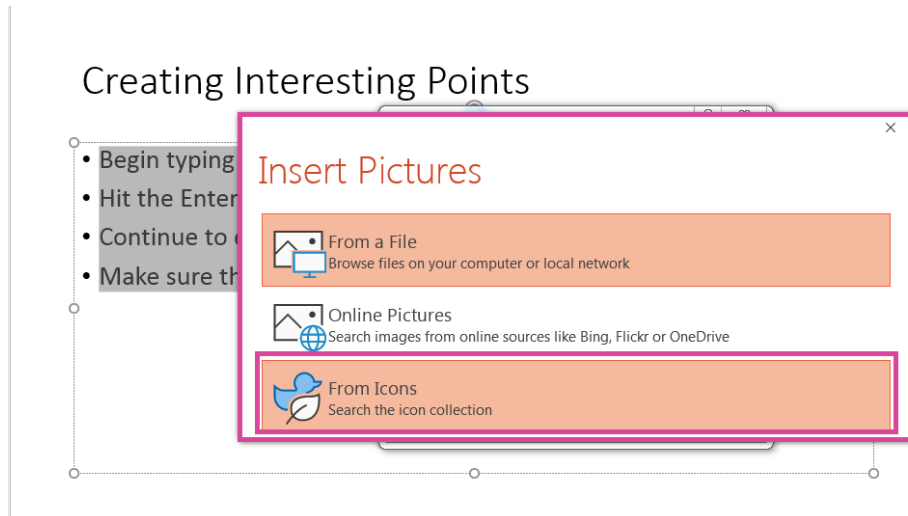 Creating Interesting Points
• Begin typing
• Hit the Enter
• Continue to
• Make sure
Insert Pictures
From a File
Browse files on your computer or local network
Online Pictures
Search images from online sources like Bing, Flickr or OneDrive
From Icons
Search the icon collection